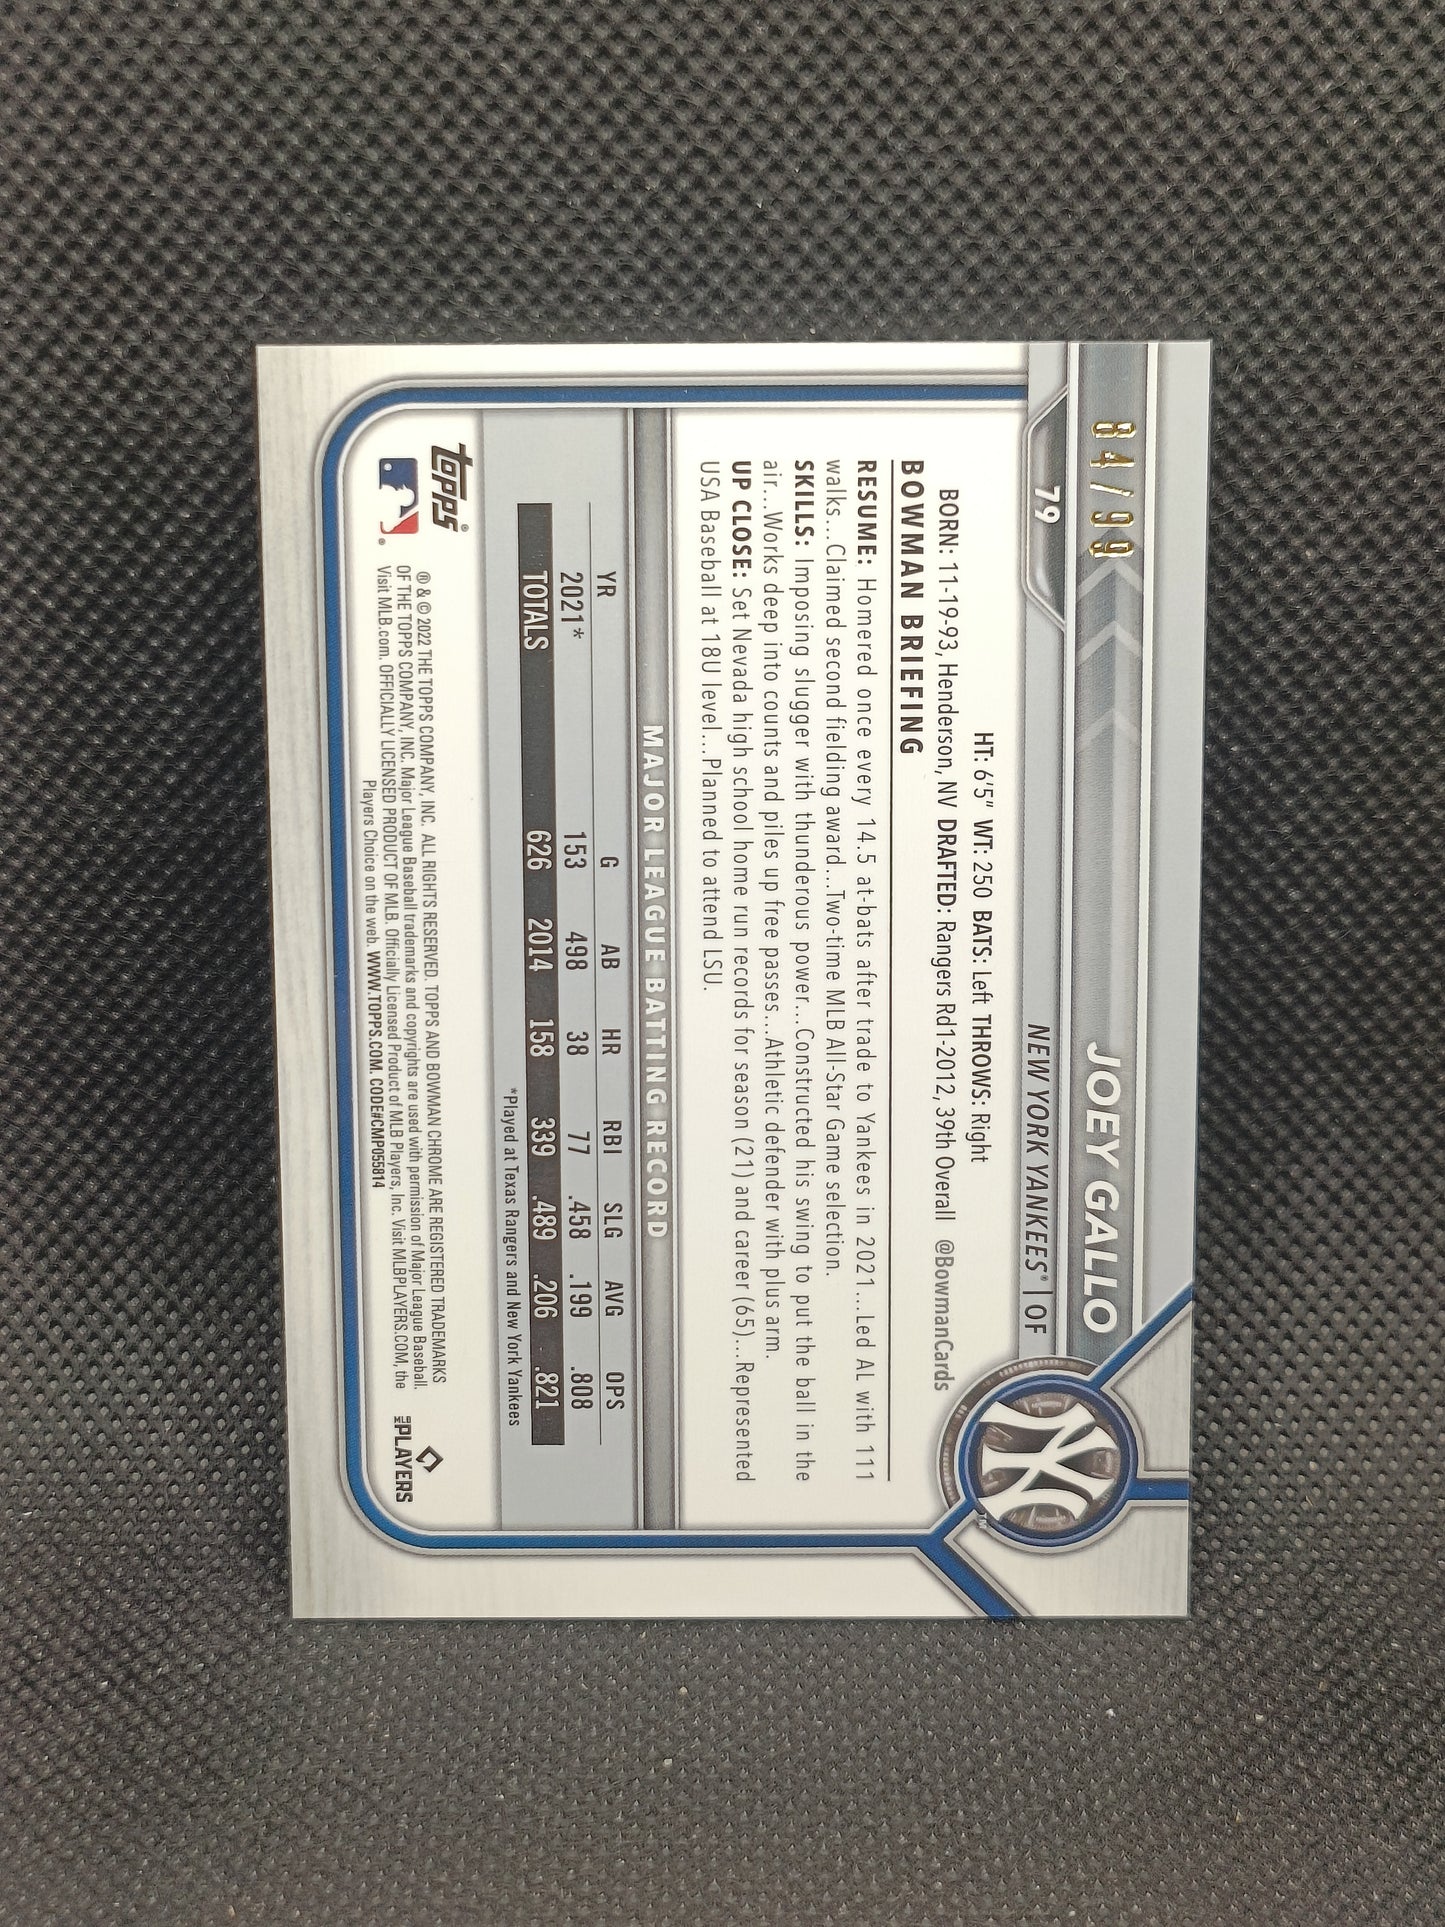 84/99
JOEY GALLO
79
NEW YORK YANKEES® | OF
HT: 6'5" WT: 250 BATS: Left THROWS: Right
BORN: 11-19-93, Henderson, NV DRAFTED: Rangers Rd1-2012, 39th Overall @BowmanCards
BOWMAN BRIEFING
RESUME: Homered once every 14.5 at-bats after trade to Yankees in 2021...Led AL with 111
walks...Claimed second fielding award...Two-time MLB All-Star Game selection.
SKILLS: Imposing slugger with thunderous power...Constructed his swing to put the ball in the
air...Works deep into counts and piles up free passes...Athletic defender with plus arm.
UP CLOSE: Set Nevada high school home run records for season (21) and career (65)...Represented
USA Baseball at 18U level...Planned to attend LSU.
MAJOR LEAGUE BATTING RECORD
YR G AB HR RBI SLG AVG OPS
2021* 153 498 38 77 .458 .199 .808
TOTALS 626 2014 158 339 .489 .206 .821
*Played at Texas Rangers and New York Yankees
topps®
® & © 2022 THE TOPPS COMPANY, INC. ALL RIGHTS RESERVED. TOPPS AND BOWMAN CHROME ARE REGISTERED TRADEMARKS
OF THE TOPPS COMPANY, INC. Major League Baseball trademarks and copyrights are used with permission of Major League Baseball.
Visit MLB.com. OFFICIALLY LICENSED PRODUCT OF MLB. Officially Licensed Product of MLB Players, Inc. Visit MLBPLAYERS.COM, the
Players Choice on the web. WWW.TOPPS.COM. CODE#CMP055814
MLB PLAYERS